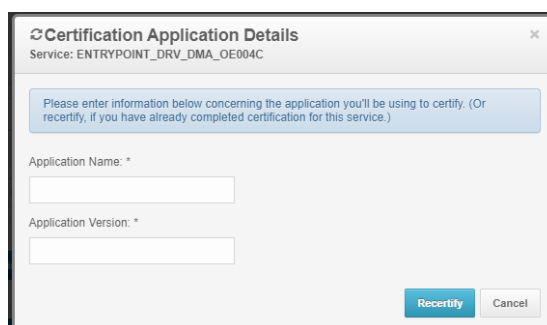 Certification Application Details
Service: ENTRYPOINT_DRV_DMA_OE004C
×
Please enter information below concerning the application you'll be using to certify. (Or
recertify, if you have already completed certification for this service.)
Application Name: *
Application Version: *
Recertify
Cancel